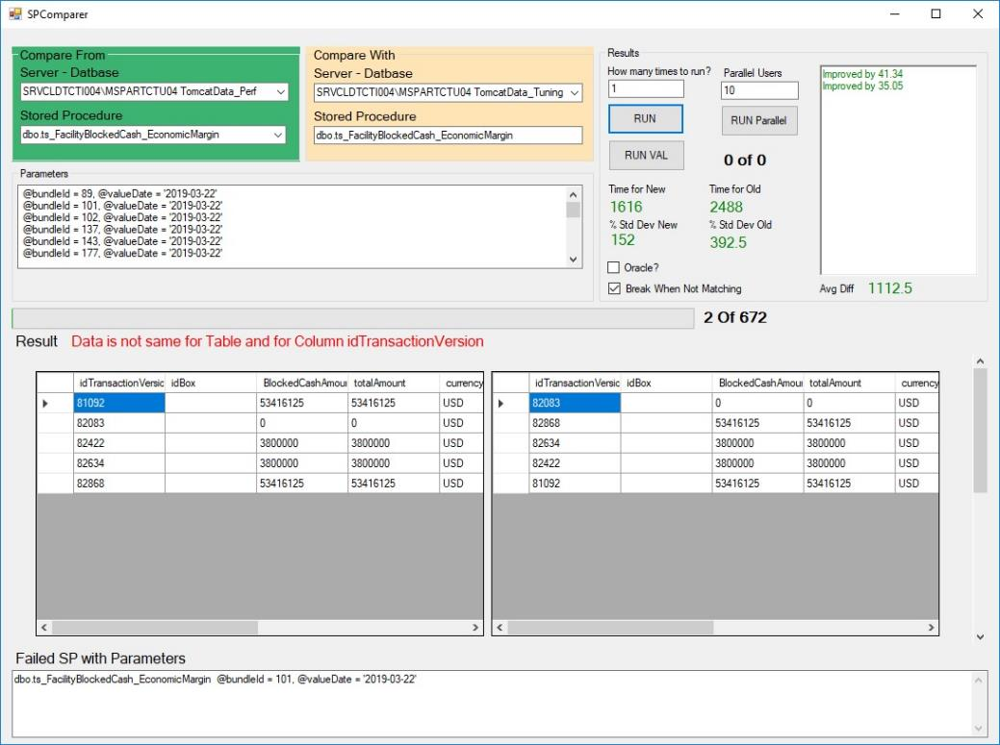 SPComparer
Compare From
Server - Datbase
SRVCLDTCTI004\MSPARTCTU04 TomcatData_Perf
Stored Procedure
dbo.ts_FacilityBlockedCash_EconomicMargin
Compare With
Server - Datbase
SRVCLDTCTI004\MSPARTCTU04 TomcatData_Tuning
Stored Procedure
dbo.ts_FacilityBlockedCash_EconomicMargin
Parameters
@bundleId = 89, @valueDate = '2019-03-22'
@bundleId = 101, @valueDate = '2019-03-22'
@bundleId = 102, @valueDate = '2019-03-22'
@bundleId = 137, @valueDate = '2019-03-22'
@bundleId = 143, @valueDate = '2019-03-22'
@bundleId = 177, @valueDate = '2019-03-22'
Results
How many times to run? Parallel Users
1 10
RUN RUN Parallel
RUN VAL 0 of 0
Time for New Time for Old
1616 2488
% Std Dev New % Std Dev Old
152 392.5
Oracle?
Break When Not Matching
Improved by 41.34
Improved by 35.05
Avg Diff 1112.5
2 Of 672
Result Data is not same for Table and for Column idTransactionVersion
idTransactionVersic idBox BlockedCashAmour totalAmount currency
81092 53416125 53416125 USD
82083 0 0 USD
82422 3800000 3800000 USD
82634 3800000 3800000 USD
82868 53416125 53416125 USD
idTransactionVersic idBox BlockedCashAmour totalAmount currency
82083 0 0 USD
82868 53416125 53416125 USD
82634 3800000 3800000 USD
82422 3800000 3800000 USD
81092 53416125 53416125 USD
Failed SP with Parameters
dbo.ts_FacilityBlockedCash_EconomicMargin @bundleId = 101, @valueDate = '2019-03-22'